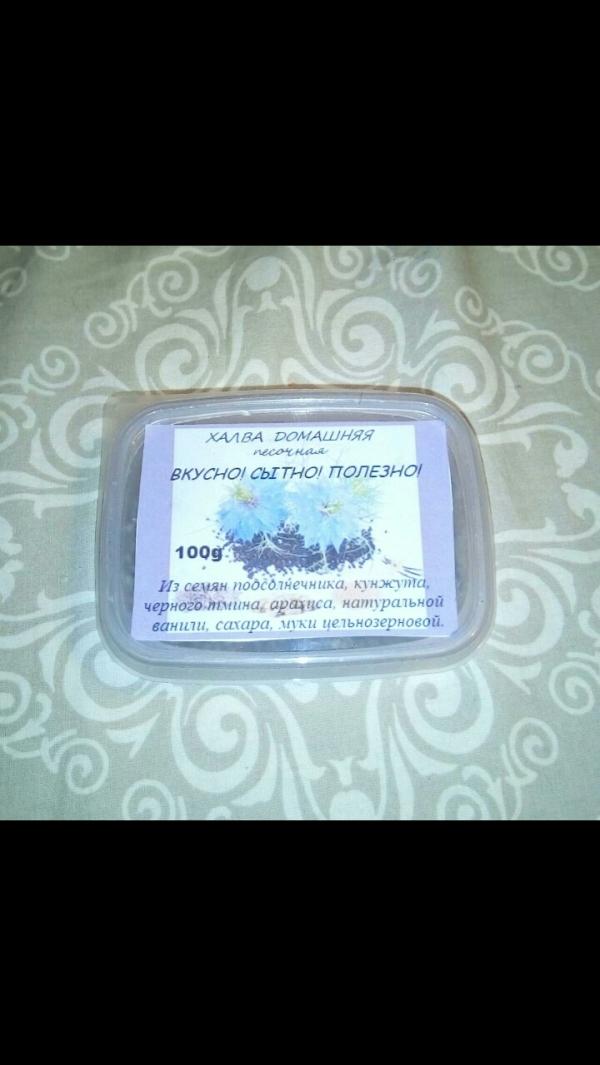 ХАЛВА ДОМАШНЯЯ
песочная
ВКУСНО! СЫТНО! ПОЛЕЗНО!
100g
Из семян подсолнечника, кунжута,
черного тмина, арахиса, натуральной
ванили, сахара, муки цельнозерновой.